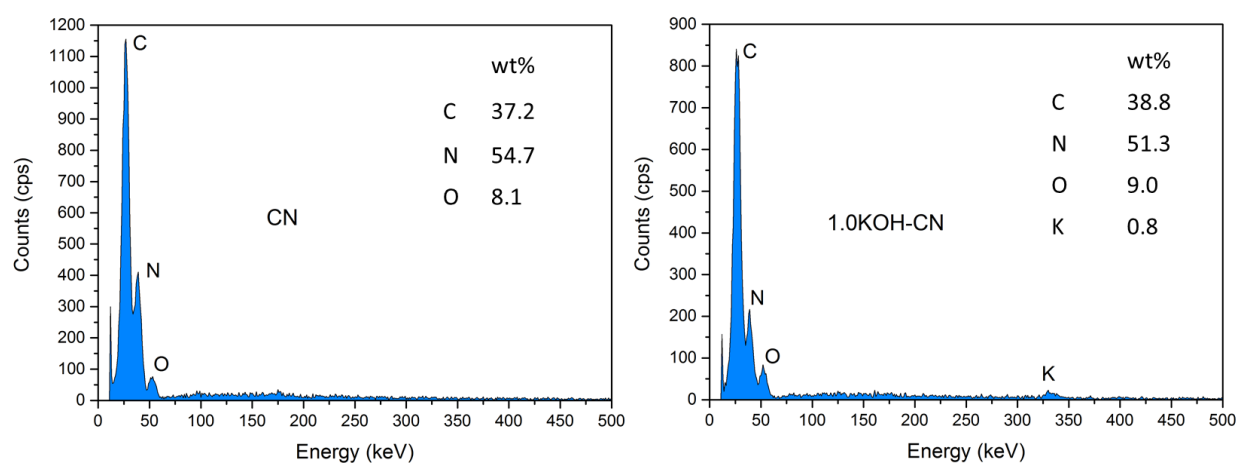 1200
1100
1000
900
800
700
600
500
400
300
200
100
0
Counts (cps)
C
N
O
CN
wt%
C 37.2
N 54.7
O 8.1
0 50 100 150 200 250 300 350 400 450 500
Energy (keV)
900
800
700
600
500
400
300
200
100
0
Counts (cps)
C
N
O
K
1.0KOH-CN
wt%
C 38.8
N 51.3
O 9.0
K 0.8
0 50 100 150 200 250 300 350 400 450 500
Energy (keV)